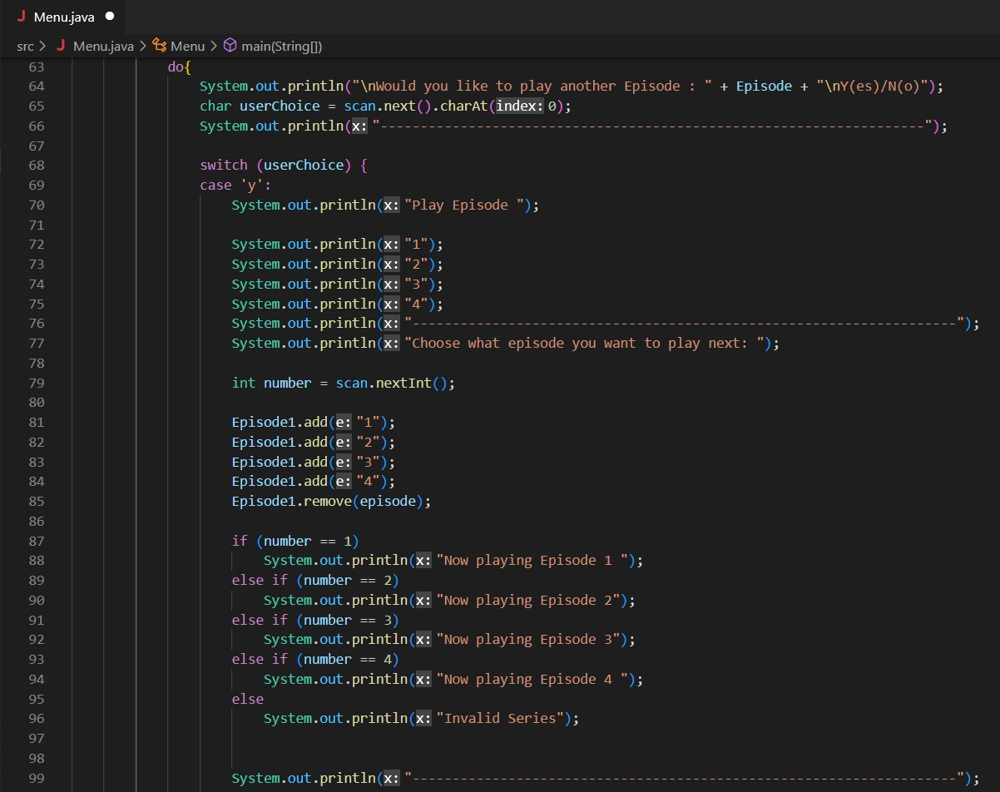 J Menu.java ●
src > J Menu.java > Menu > main(String[])
63 do{
64 System.out.println("\nWould you like to play another Episode : " + Episode + "\nY(es)/N(o)");
65 char userChoice = scan.next().charAt(index:0);
66 System.out.println(x:"--------------------------------------------------------------------");
67
68 switch (userChoice) {
69 case 'y':
70 System.out.println(x:"Play Episode ");
71
72 System.out.println(x:"1");
73 System.out.println(x:"2");
74 System.out.println(x:"3");
75 System.out.println(x:"4");
76 System.out.println(x:"--------------------------------------------------------------------");
77 System.out.println(x:"Choose what episode you want to play next: ");
78
79 int number = scan.nextInt();
80
81 Episode1.add(e:"1");
82 Episode1.add(e:"2");
83 Episode1.add(e:"3");
84 Episode1.add(e:"4");
85 Episode1.remove(episode);
86
87 if (number == 1)
88 System.out.println(x:"Now playing Episode 1 ");
89 else if (number == 2)
90 System.out.println(x:"Now playing Episode 2");
91 else if (number == 3)
92 System.out.println(x:"Now playing Episode 3");
93 else if (number == 4)
94 System.out.println(x:"Now playing Episode 4 ");
95 else
96 System.out.println(x:"Invalid Series");
97
98
99 System.out.println(x:"--------------------------------------------------------------------");